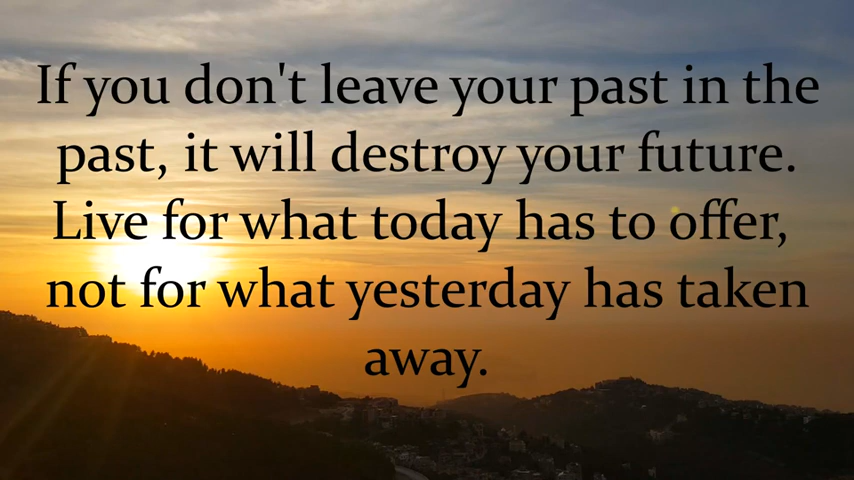 If you don't leave your past in the
past, it will destroy your future.
Live for what today has to offer,
not for what yesterday has taken
away.